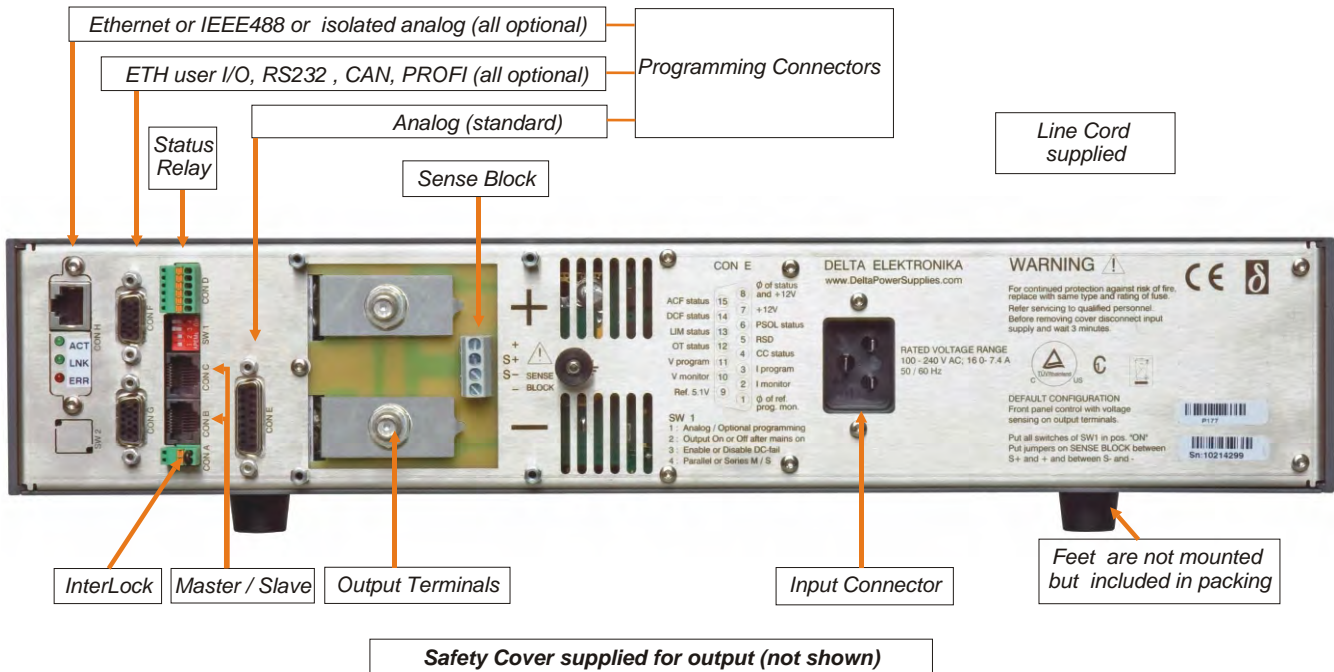 Ethernet or IEEE488 or isolated analog (all optional)
ETH user I/O, RS232 , CAN, PROFI (all optional)
Programming Connectors
Analog (standard)
Status
Relay
Sense Block
Line Cord
supplied
CON H
ACT
LNK
ERR
SW 2
CON F
CON G
CON D
SW 1
CON C
CON B
CON A
CON E
+
S+
S-
-
SENSE
BLOCK
+
-
CON E
ACF status 15
DCF status 14
LIM status 13
OT status 12
V program 11
V monitor 10
Ref. 5.1V 9
8 ϕ of status
and +12V
7 +12V
6 PSOL status
5 RSD
4 CC status
3 I program
2 I monitor
1 ϕ of ref.
prog. mon.
SW 1
1 : Analog / Optional programming
2 : Output On or Off after mains on
3 : Enable or Disable DC-fail
4 : Parallel or Series M / S
DELTA ELEKTRONIKA
www.DeltaPowerSupplies.com
RATED VOLTAGE RANGE
100 - 240 V AC; 16 0- 7.4 A
50 / 60 Hz
WARNING
For continued protection against risk of fire,
replace with same type and rating of fuse.
Refer servicing to qualified personnel.
Before removing cover disconnect input
supply and wait 3 minutes.
CE δ
C US
DEFAULT CONFIGURATION
Front panel control with voltage
sensing on output terminals.
Put all switches of SW1 in pos. "ON"
Put jumpers on SENSE BLOCK between
S+ and + and between S- and -
P177
Sn:10214299
InterLock
Master / Slave
Output Terminals
Input Connector
Feet are not mounted
but included in packing
Safety Cover supplied for output (not shown)